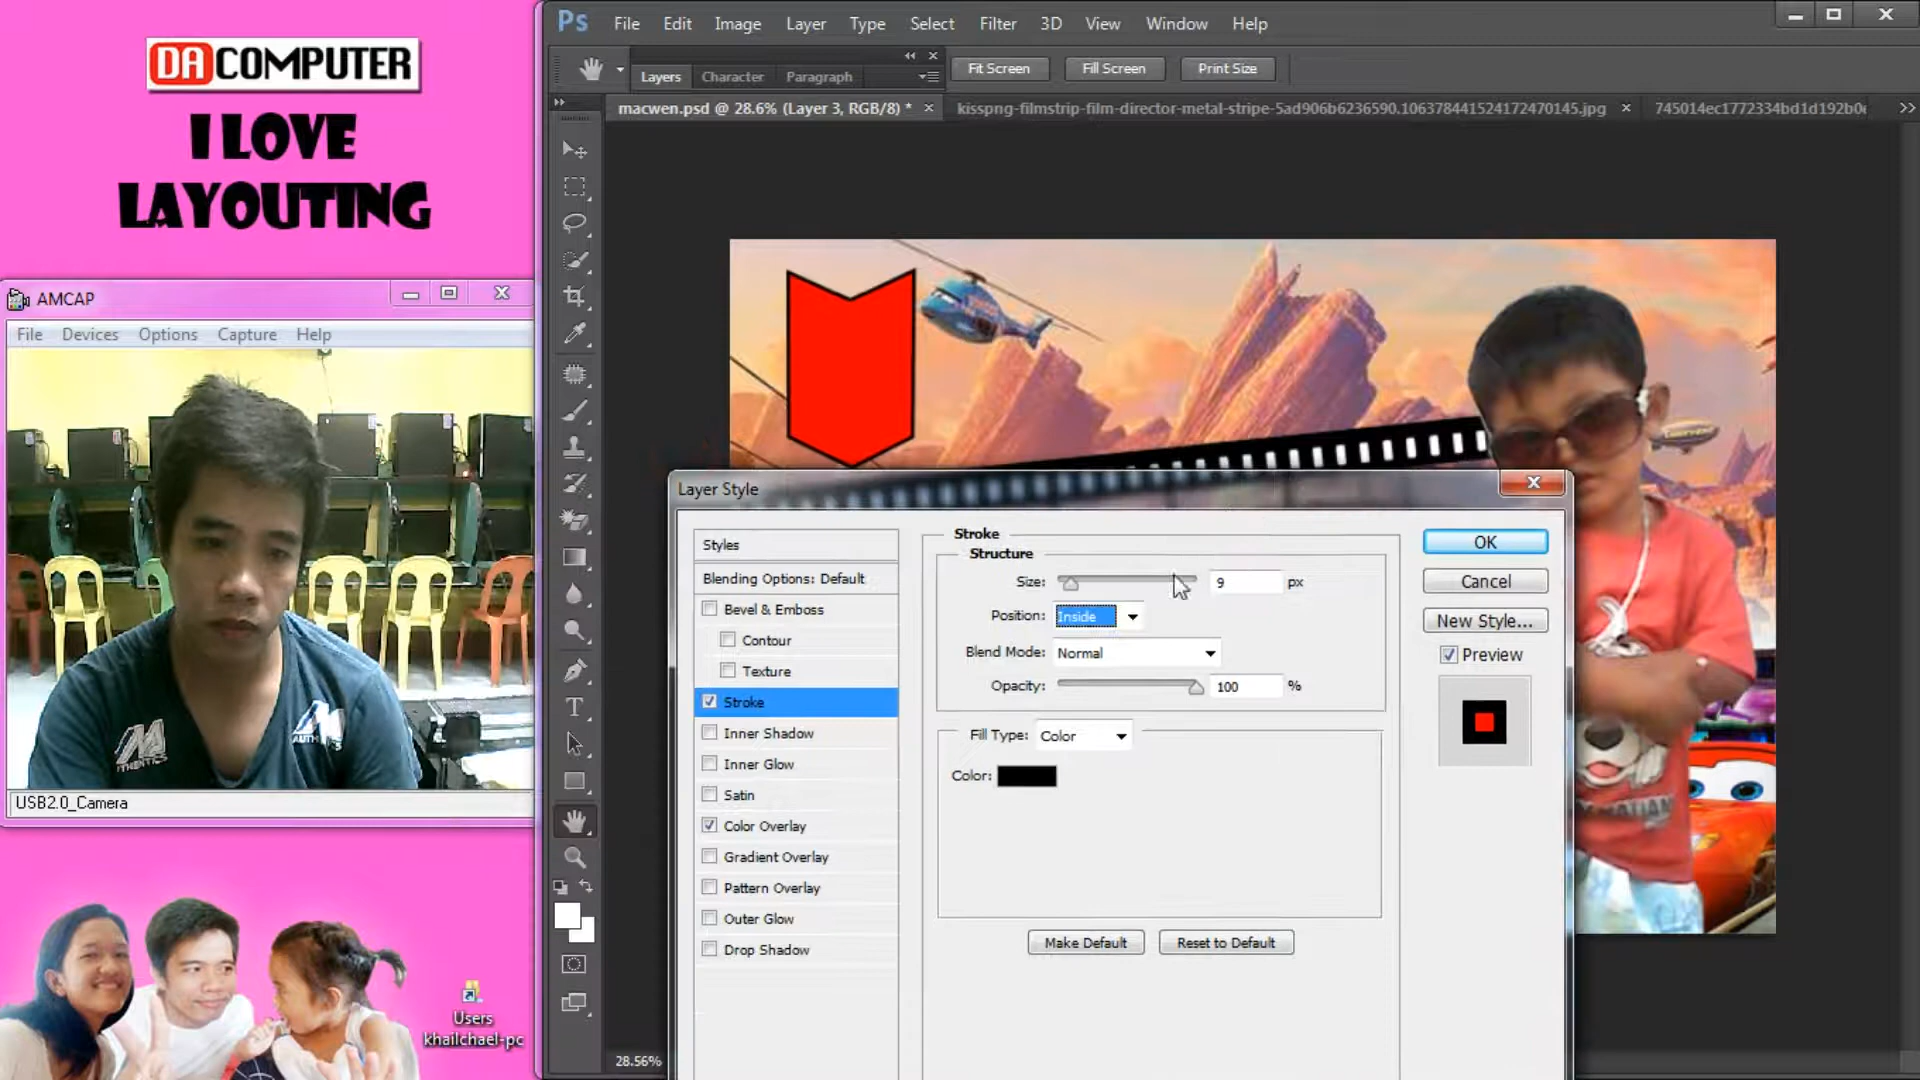 DA COMPUTER
I LOVE
LAYOUTING
AMCAP
File Devices Options Capture Help
AUTHENTICS
USB2.0_Camera
Users
khailchael-pc
Ps File Edit Image Layer Type Select Filter 3D View Window Help
Layers Character Paragraph
Fit Screen Fill Screen Print Size
macwen.psd @ 28.6% (Layer 3, RGB/8) *
kisspng-filmstrip-film-director-metal-stripe-5ad906b6236590.1063784415241724​70145.jpg
745014ec1772334bd1d192b0
Layer Style
Styles
Blending Options: Default
Bevel & Emboss
Contour
Texture
Stroke
Inner Shadow
Inner Glow
Satin
Color Overlay
Gradient Overlay
Pattern Overlay
Outer Glow
Drop Shadow
Stroke
Structure
Size: 9 px
Position: Inside
Blend Mode: Normal
Opacity: 100 %
Fill Type: Color
Color:
Make Default Reset to Default
OK
Cancel
New Style...
Preview
28.56%